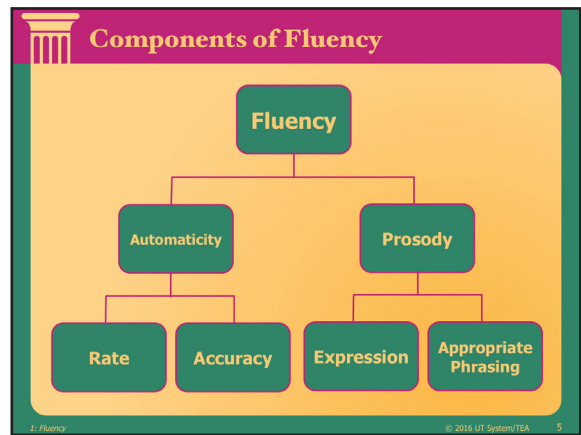 Components of Fluency
Fluency
Automaticity
Prosody
Rate
Accuracy
Expression
Appropriate
Phrasing
1: Fluency
© 2016 UT System/TEA
5